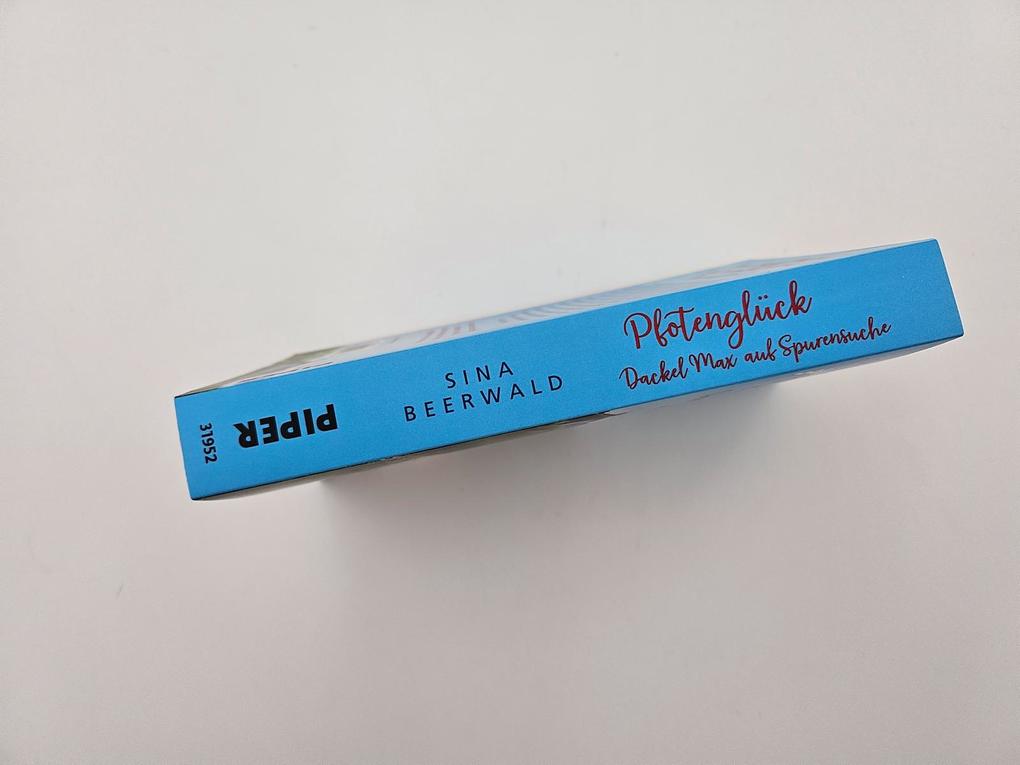 31952
PIPER
SINA
BEERWALD
Pfotenglück
Dackel Max auf Spurensuche